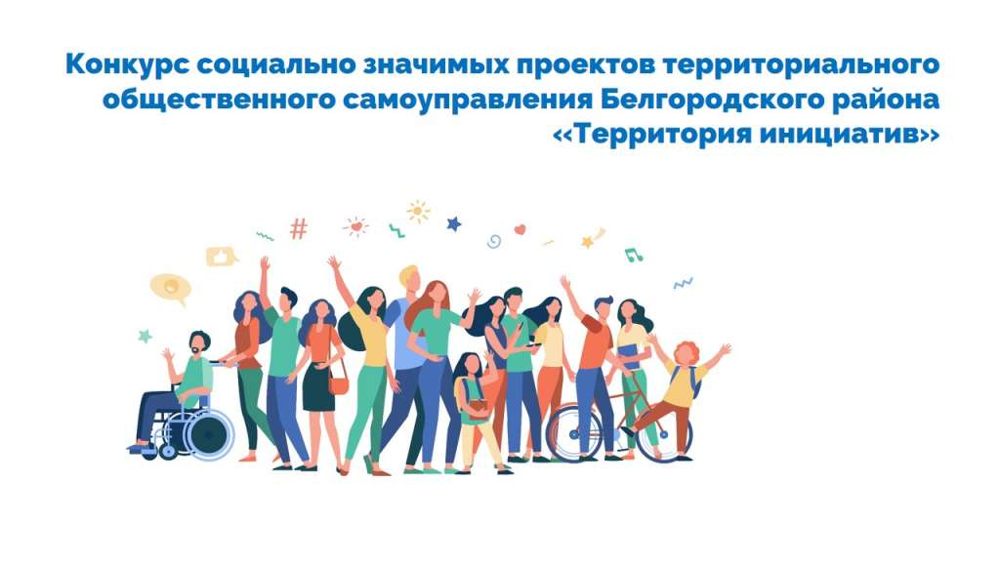 Конкурс социально значимых проектов территориального
общественного самоуправления Белгородского района
«Территория инициатив»
#